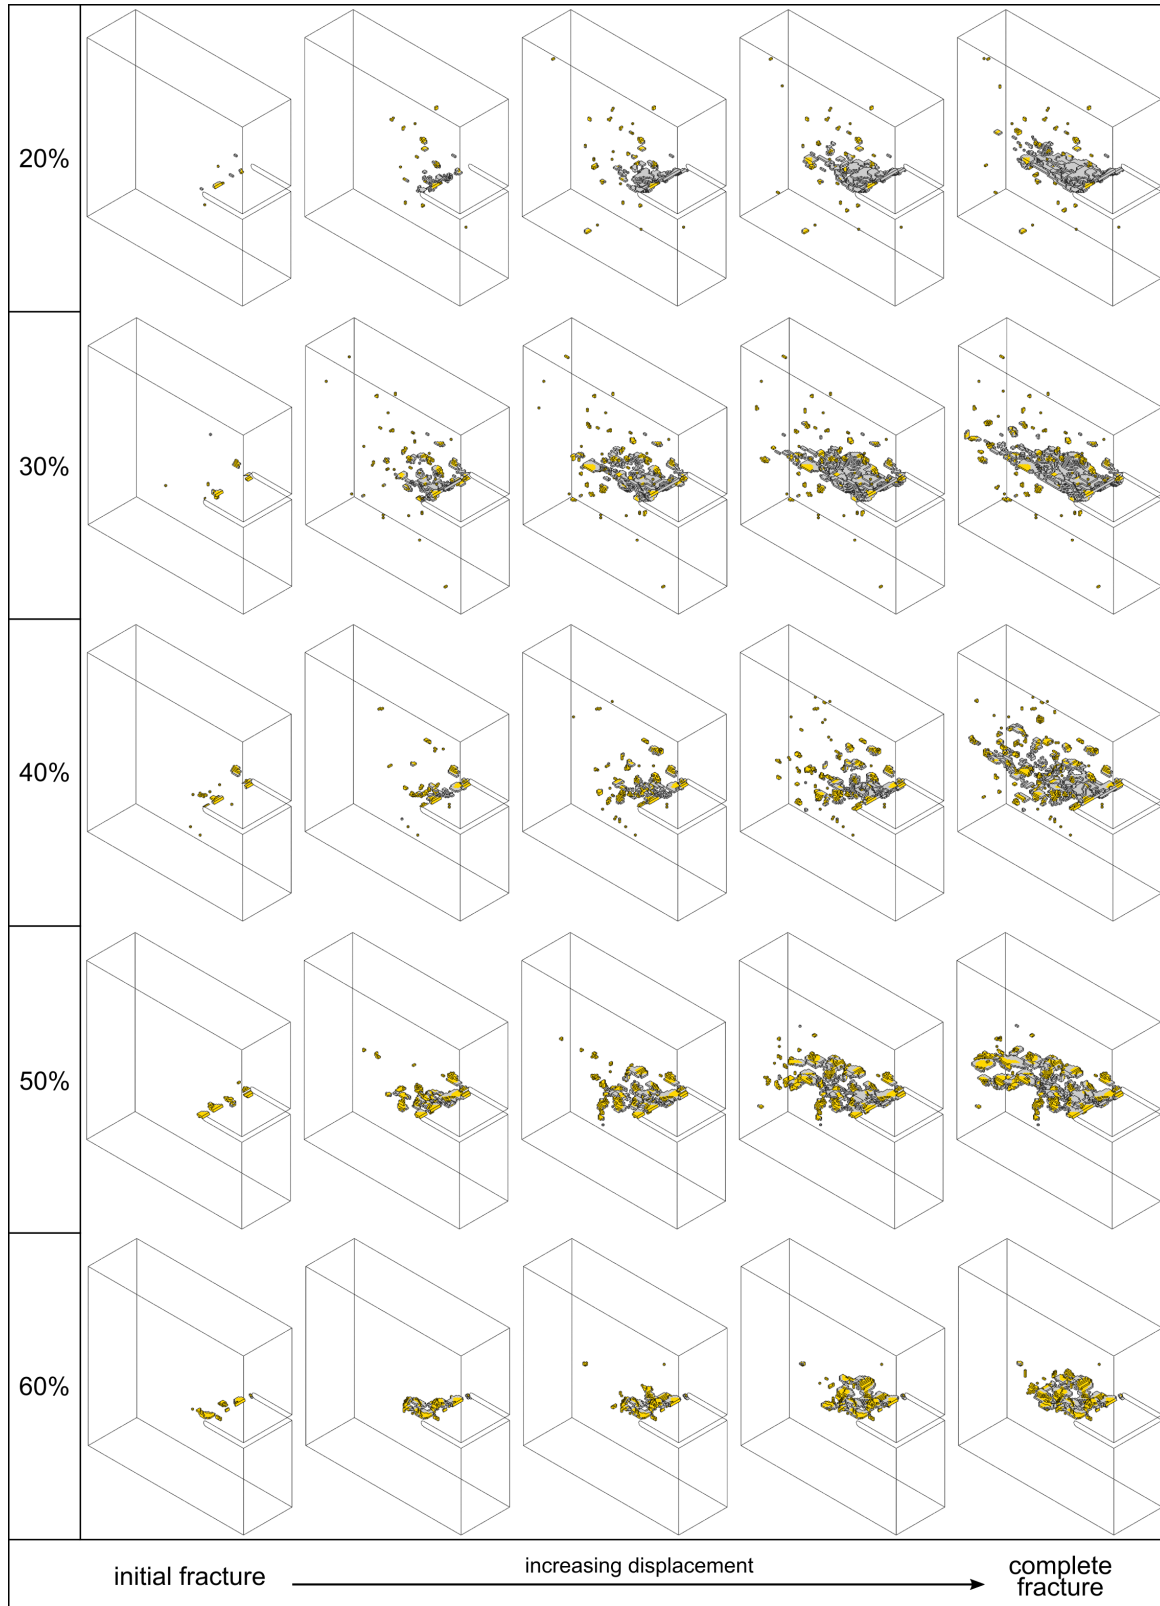 20%
30%
40%
50%
60%
initial fracture
increasing displacement
complete
fracture